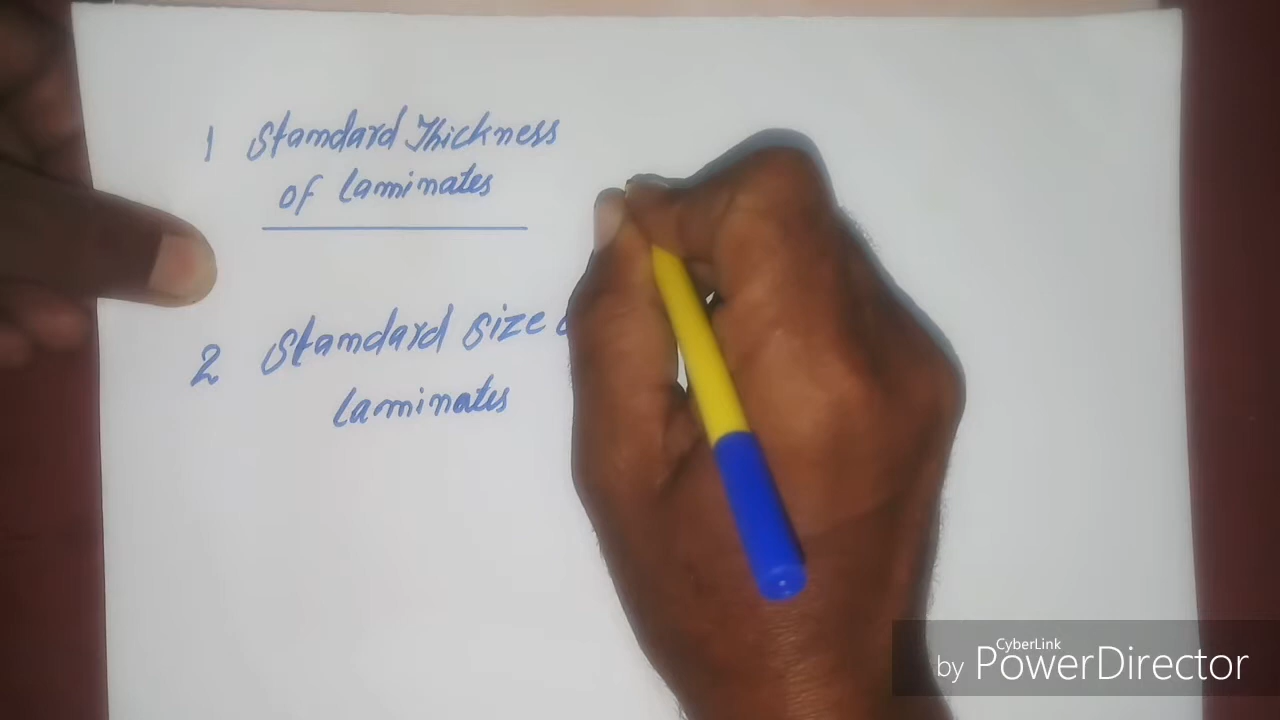 1 Standard Thickness
of Laminates
2 Standard Size
Laminates
CyberLink
by PowerDirector